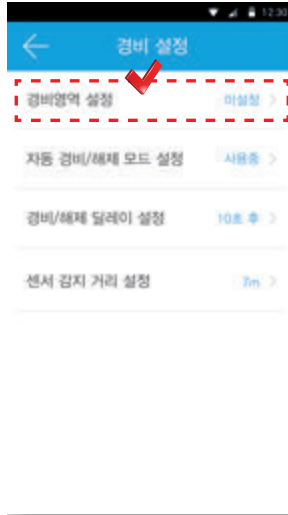 12:30
경비 설정
경비영역 설정 미설정 >
자동 경비/해제 모드 설정 사용중 >
경비/해제 딜레이 설정 10초 후 >
센서 감지 거리 설정 7m >